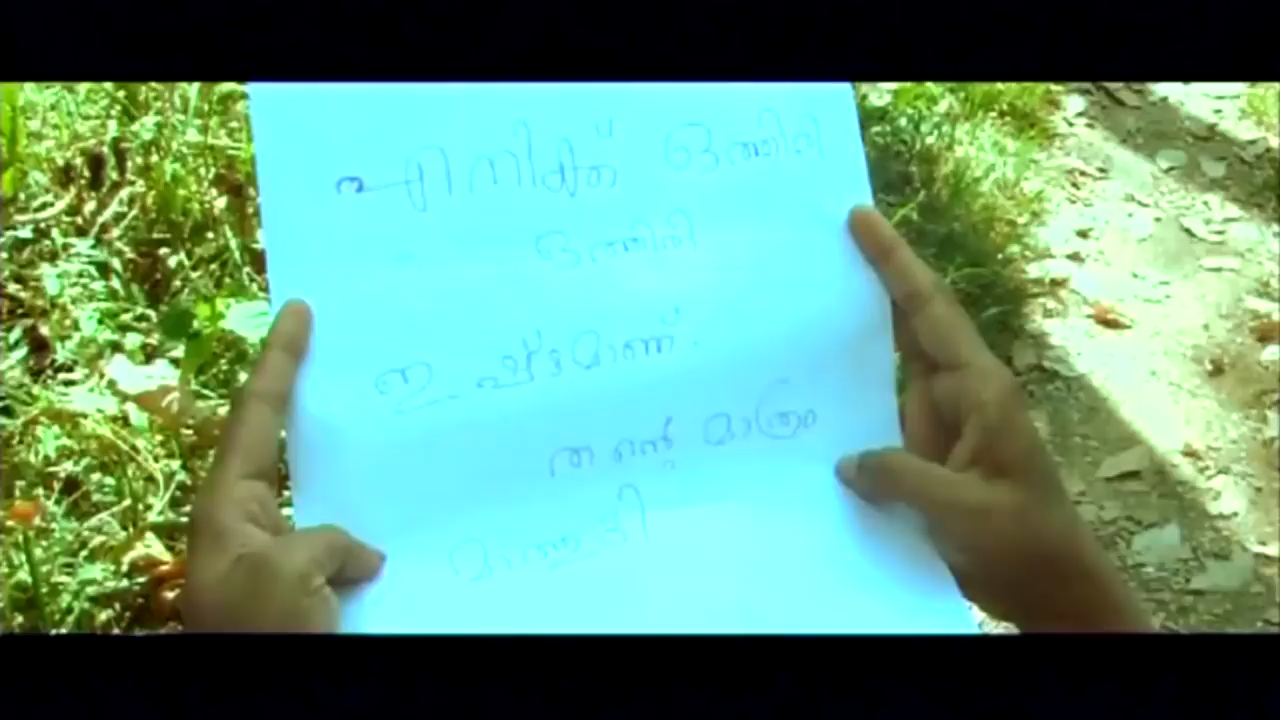 എനിക്ക് ഒത്തിരി
ഒത്തിരി
ഇഷ്ടമാണ്.
തന്റെ മാത്രം